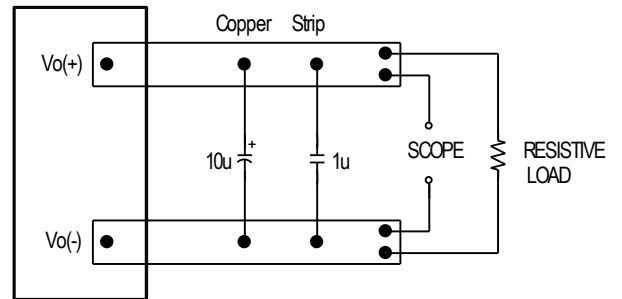 Copper Strip
Vo(+)
+
10u
1u
SCOPE
RESISTIVE
LOAD
Vo(-)